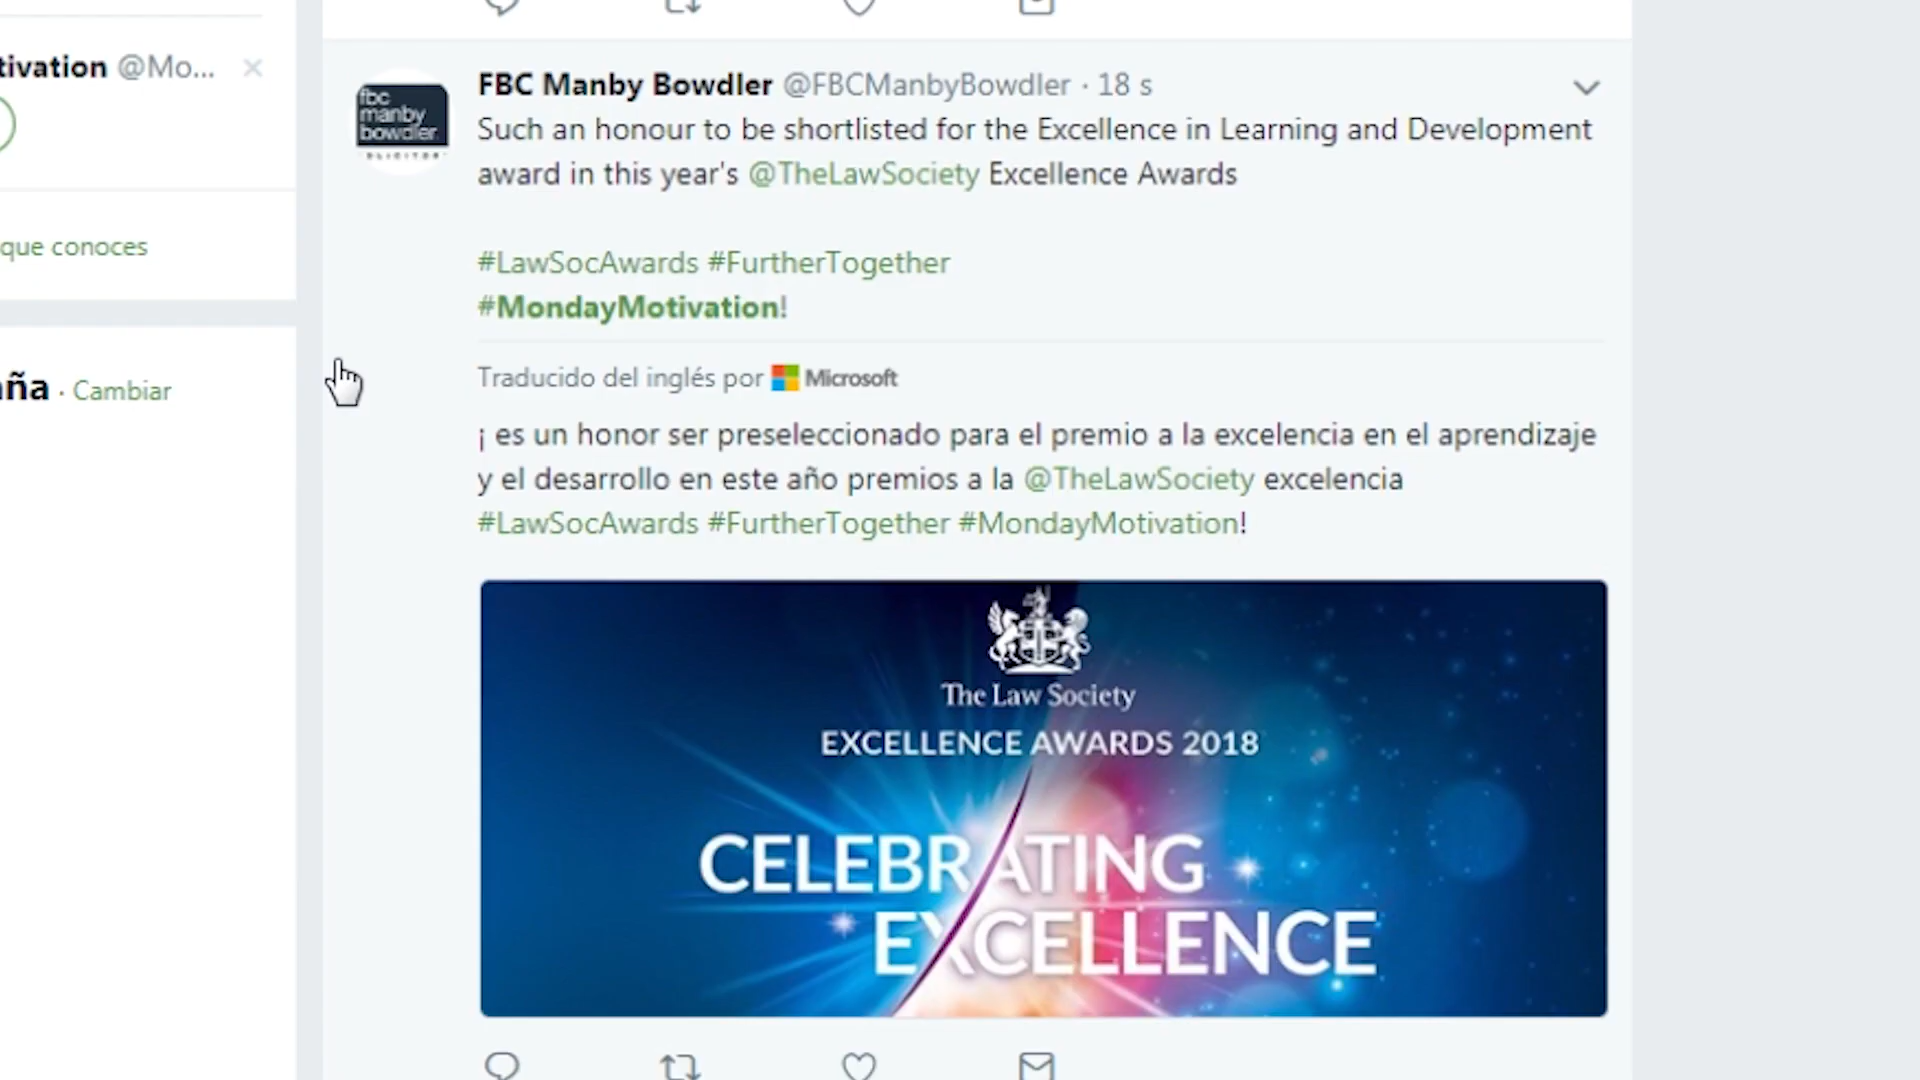 tivation @Mo...
que conoces
aña · Cambiar
fbc
manby
bowdler
SOLICITORS
FBC Manby Bowdler @FBCManbyBowdler · 18 s
Such an honour to be shortlisted for the Excellence in Learning and Development
award in this year's @TheLawSociety Excellence Awards
#LawSocAwards #FurtherTogether
#MondayMotivation!
Traducido del inglés por Microsoft
¡ es un honor ser preseleccionado para el premio a la excelencia en el aprendizaje
y el desarrollo en este año premios a la @TheLawSociety excelencia
#LawSocAwards #FurtherTogether #MondayMotivation!
The Law Society
EXCELLENCE AWARDS 2018
CELEBRATING
EXCELLENCE